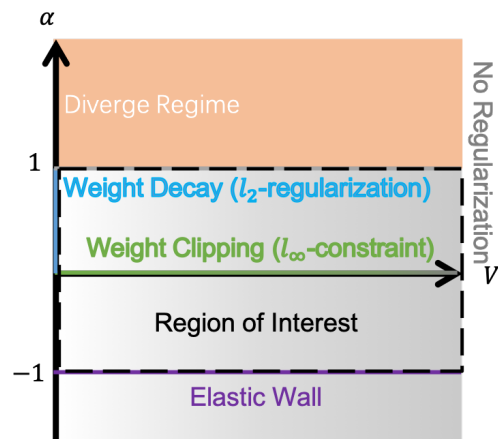 α
Diverge Regime
No Regularization
1
Weight Decay (l₂-regularization)
Weight Clipping (l∞-constraint)
V
Region of Interest
−1
Elastic Wall